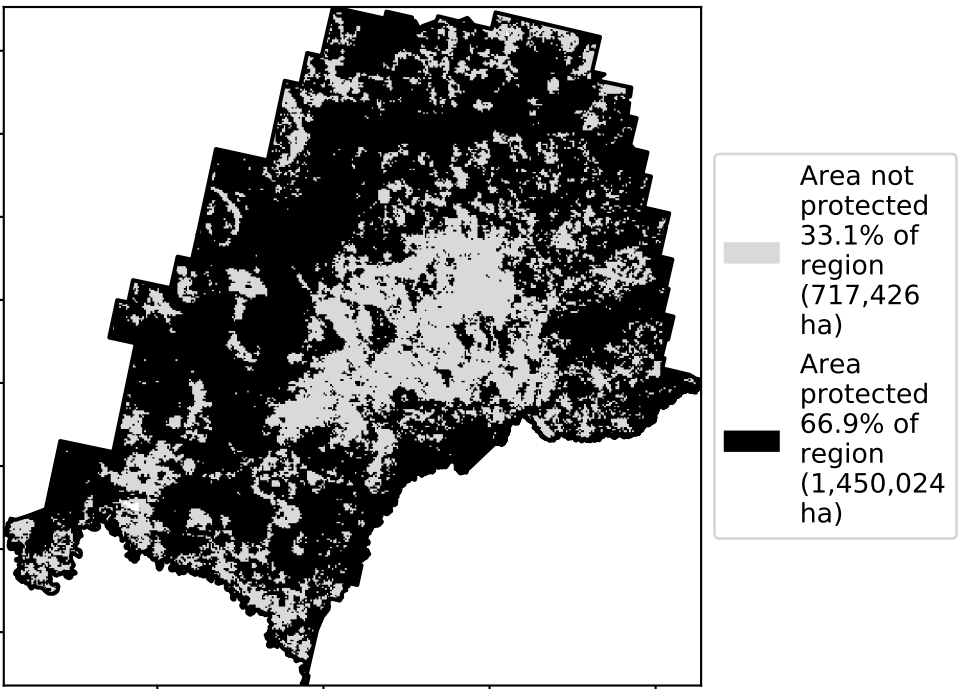 Area not
protected
33.1% of
region
(717,426
ha)
Area
protected
66.9% of
region
(1,450,024
ha)